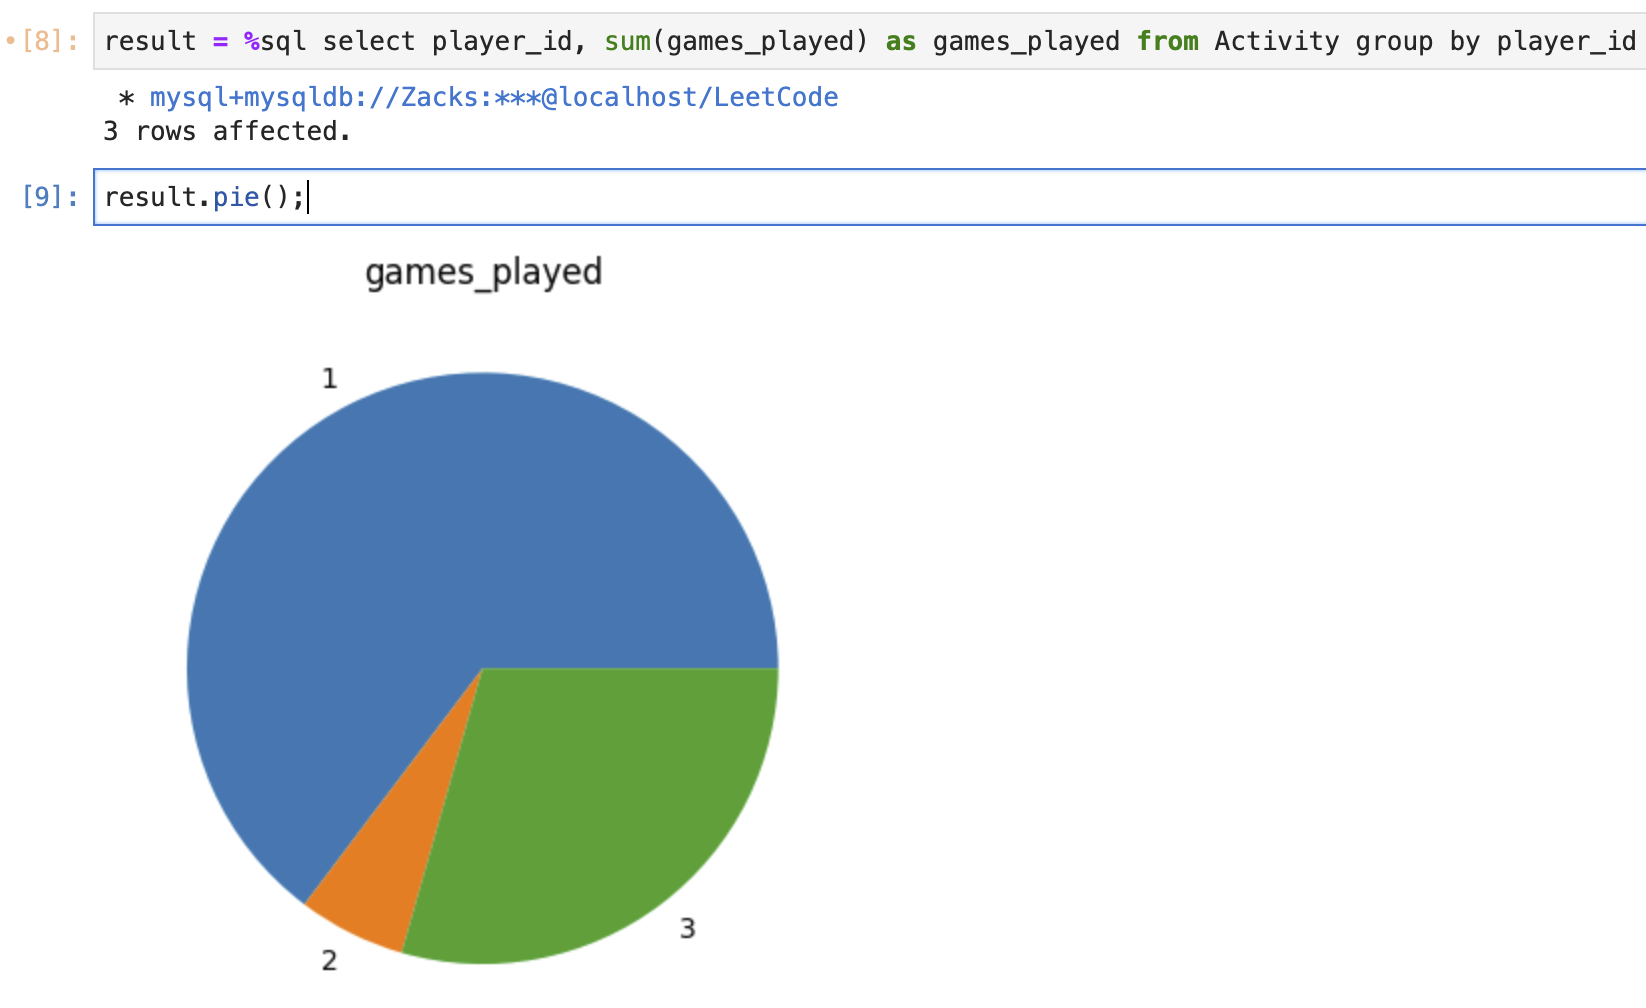 •[8]: result = %sql select player_id, sum(games_played) as games_played from Activity group by player_id
* mysql+mysqldb://Zacks:***@localhost/LeetCode
3 rows affected.
[9]: result.pie();
games_played
1
3
2